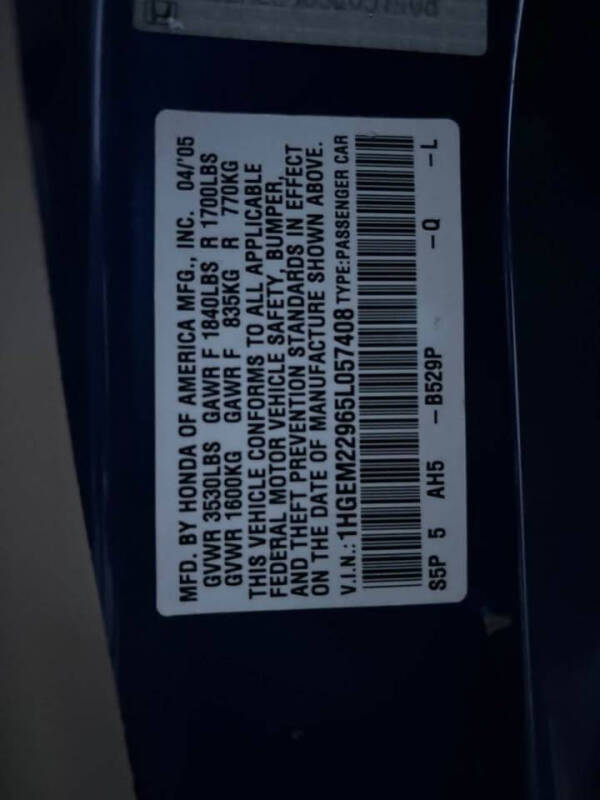 MFD. BY HONDA OF AMERICA MFG., INC. 04/'05
GVWR 3530LBS GAWR F 1840LBS R 1700LBS
GVWR 1600KG GAWR F 835KG R 770KG
THIS VEHICLE CONFORMS TO ALL APPLICABLE
FEDERAL MOTOR VEHICLE SAFETY, BUMPER,
AND THEFT PREVENTION STANDARDS IN EFFECT
ON THE DATE OF MANUFACTURE SHOWN ABOVE.
V.I.N.: 1HGEM22965L057408 TYPE:PASSENGER CAR
S5P 5 AH5 -B529P -Q -L